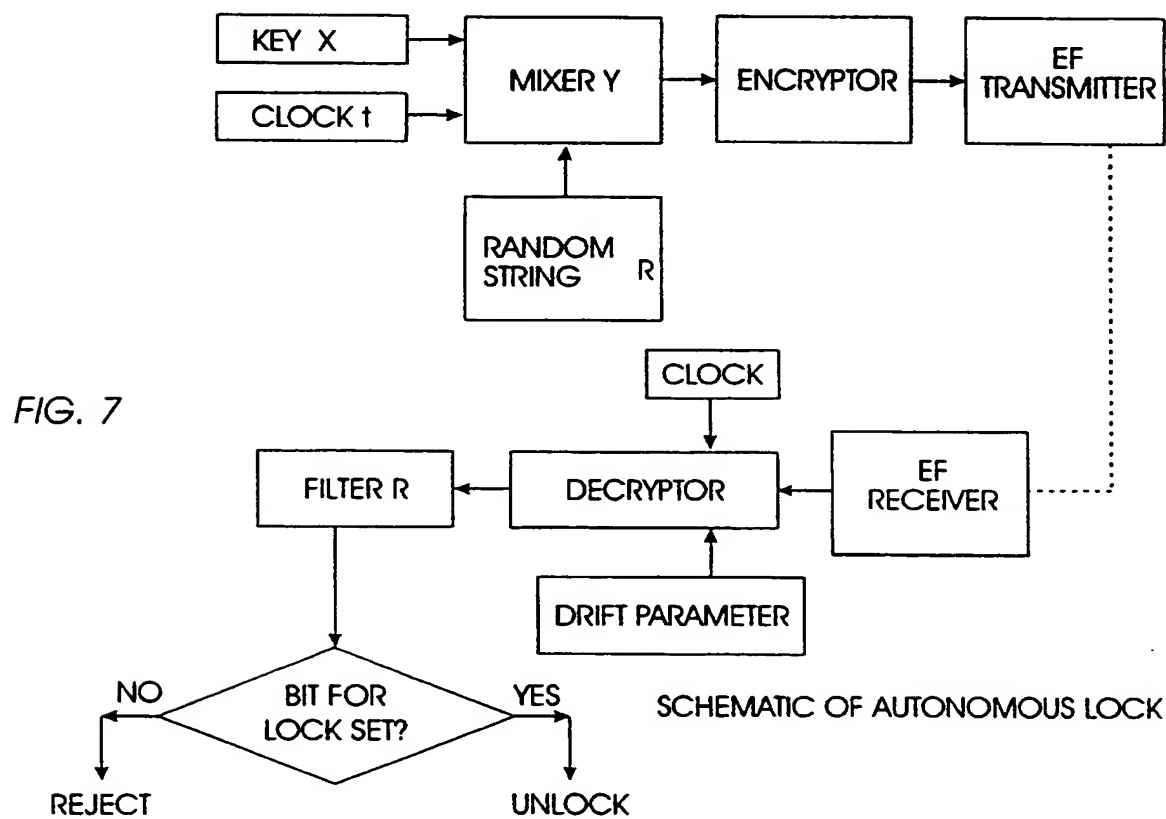 KEY X
CLOCK t
MIXER Y
ENCRYPTOR
EF
TRANSMITTER
RANDOM
STRING R
CLOCK
FIG. 7
FILTER R
DECRYPTOR
EF
RECEIVER
DRIFT PARAMETER
NO
BIT FOR
LOCK SET?
YES
SCHEMATIC OF AUTONOMOUS LOCK
REJECT
UNLOCK